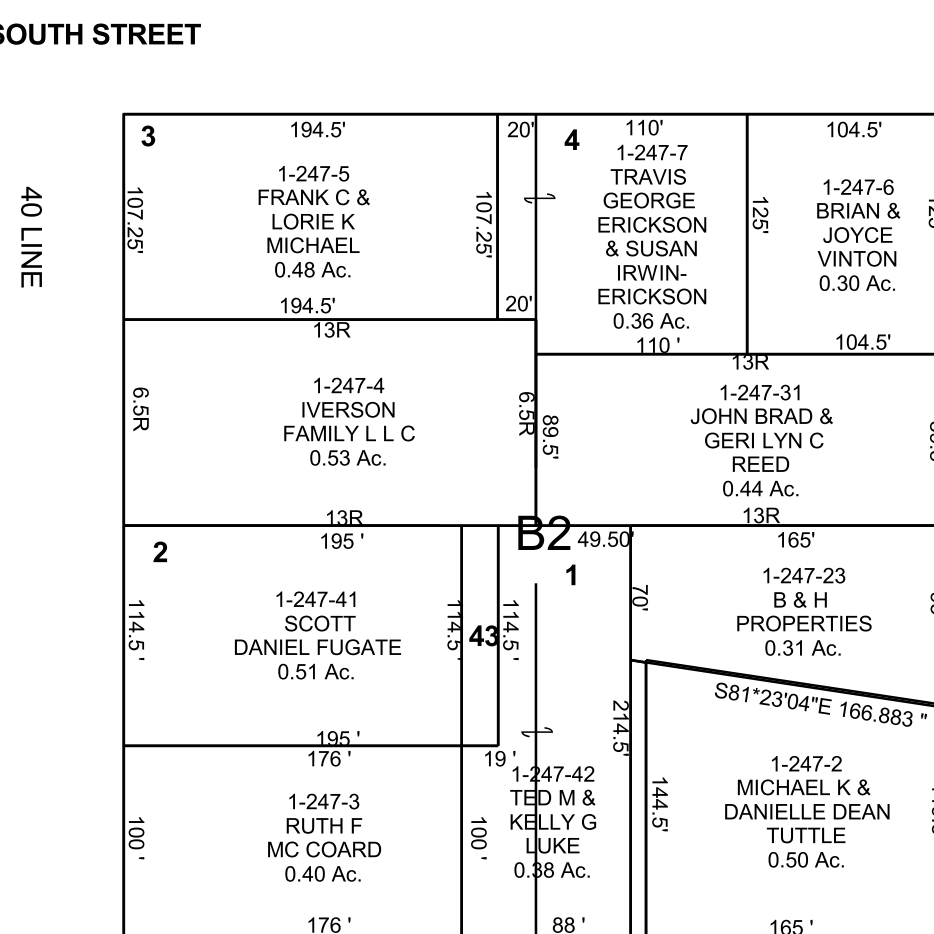 SOUTH STREET
40 LINE
3
194.5'
20'
107.25'
1-247-5
FRANK C &
LORIE K
MICHAEL
0.48 Ac.
107.25'
194.5'
20'
4
110'
1-247-7
TRAVIS
GEORGE
ERICKSON
& SUSAN
IRWIN-
ERICKSON
0.36 Ac.
110 '
125'
104.5'
1-247-6
BRIAN &
JOYCE
VINTON
0.30 Ac.
104.5'
13R
6.5R
1-247-4
IVERSON
FAMILY L L C
0.53 Ac.
6.5R
13R
13R
89.5'
1-247-31
JOHN BRAD &
GERI LYN C
REED
0.44 Ac.
13R
B2
2
195 '
114.5 '
1-247-41
SCOTT
DANIEL FUGATE
0.51 Ac.
114.5 '
195 '
43
114.5 '
49.50'
1
70'
165'
1-247-23
B & H
PROPERTIES
0.31 Ac.
S81*23'04"E 166.883 "
214.5'
176 '
100 '
1-247-3
RUTH F
MC COARD
0.40 Ac.
100 '
176 '
19 '
1-247-42
TED M &
KELLY G
LUKE
0.38 Ac.
88 '
144.5'
1-247-2
MICHAEL K &
DANIELLE DEAN
TUTTLE
0.50 Ac.
165 '